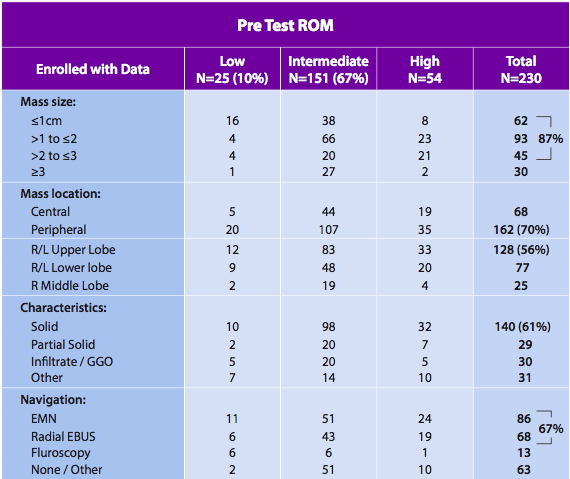 Pre Test ROM
Enrolled with Data Low N=25 (10%) Intermediate N=151 (67%) High N=54 Total N=230
Mass size:
≤1cm 16 38 8 62
>1 to ≤2 4 66 23 93 87%
>2 to ≤3 4 20 21 45
≥3 1 27 2 30
Mass location:
Central 5 44 19 68
Peripheral 20 107 35 162 (70%)
R/L Upper Lobe 12 83 33 128 (56%)
R/L Lower lobe 9 48 20 77
R Middle Lobe 2 19 4 25
Characteristics:
Solid 10 98 32 140 (61%)
Partial Solid 2 20 7 29
Infiltrate / GGO 5 20 5 30
Other 7 14 10 31
Navigation:
EMN 11 51 24 86
Radial EBUS 6 43 19 68 67%
Fluroscopy 6 6 1 13
None / Other 2 51 10 63